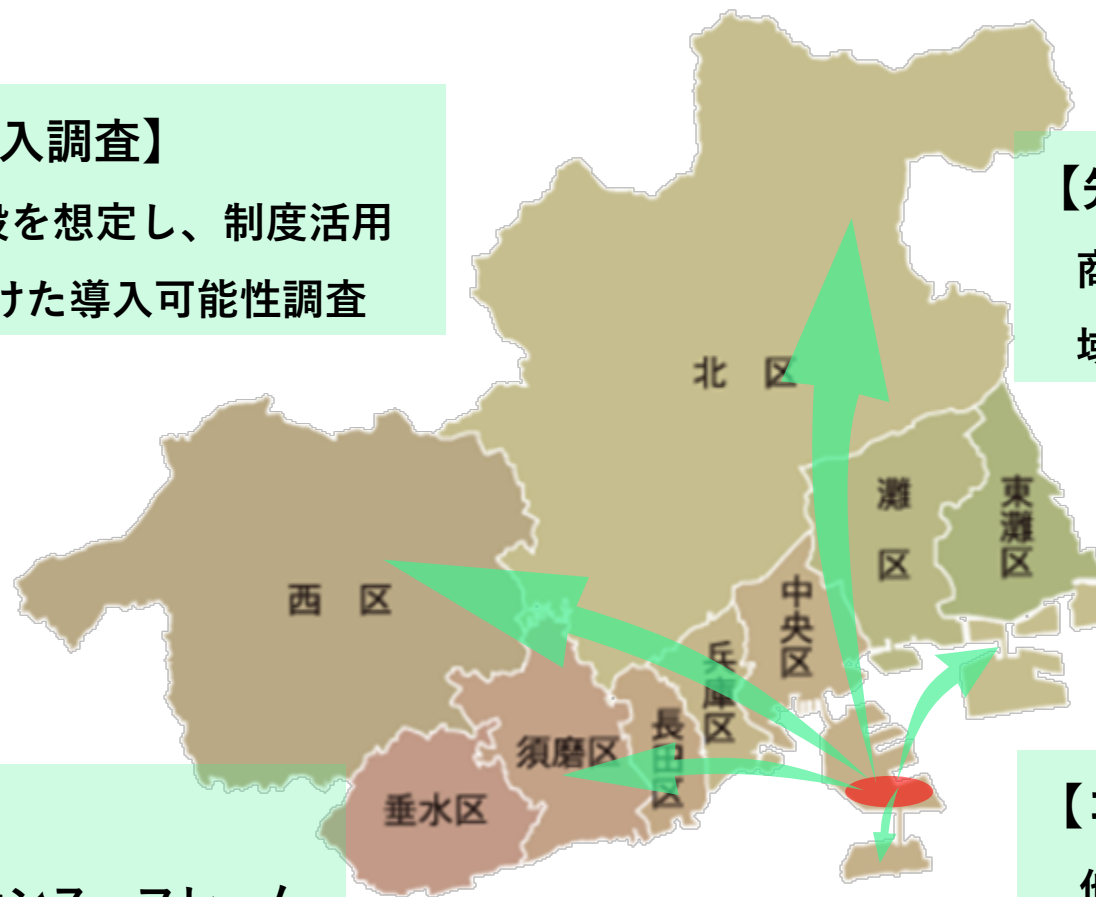 入調査】
を想定し、制度活用
けた導入可能性調査
【
商
北 区
灘 区
東灘区
西 区
中央区
兵庫区
長田区
須磨区
垂水区
【